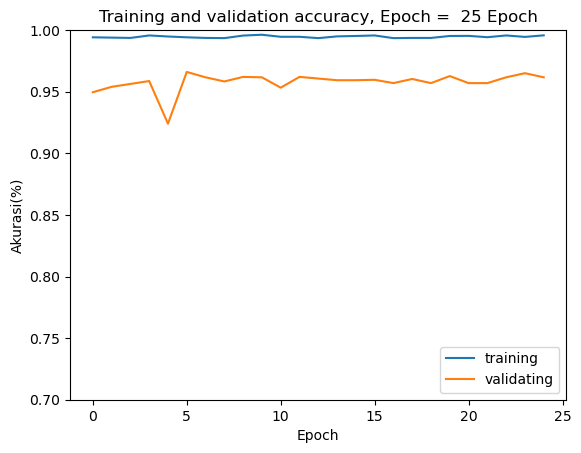 Training and validation accuracy, Epoch =  25 Epoch
1.00
0.95
0.90
0.85
0.80
0.75
0.70
Akurasi(%)
training
validating
0 5 10 15 20 25
Epoch